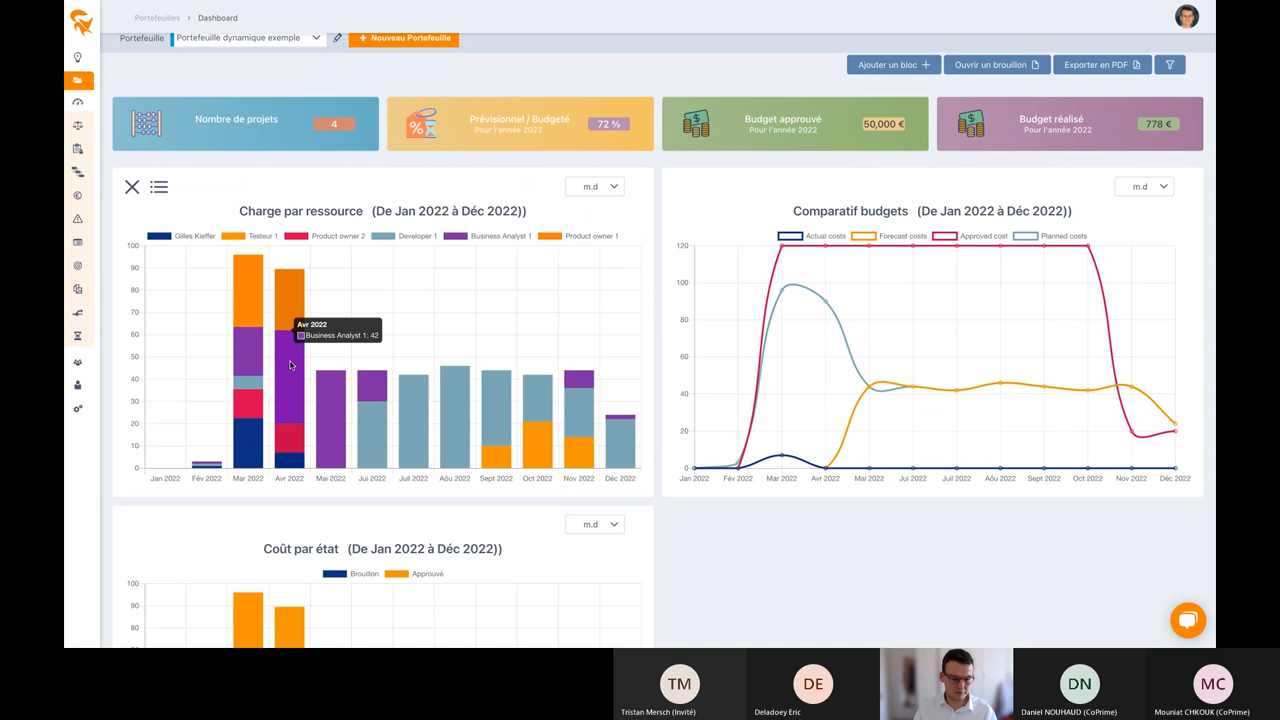 Portefeuilles > Dashboard
Portefeuille Portefeuille dynamique exemple + Nouveau Portefeuille
Ajouter un bloc + Ouvrir un brouillon Exporter en PDF
Nombre de projets 4
Prévisionnel / Budgeté
Pour l'année 2022
72 %
Budget approuvé
Pour l'année 2022
50,000 €
Budget réalisé
Pour l'année 2022
778 €
m.d
Charge par ressource (De Jan 2022 à Déc 2022))
Gilles Kieffer Testeur 1 Product owner 2 Developer 1 Business Analyst 1 Product owner 1
100
90
80
70
60
50
40
30
20
10
0
Avr 2022
Business Analyst 1: 42
Jan 2022 Fév 2022 Mar 2022 Avr 2022 Mai 2022 Jui 2022 Juil 2022 Aôu 2022 Sept 2022 Oct 2022 Nov 2022 Déc 2022
m.d
Comparatif budgets (De Jan 2022 à Déc 2022))
Actual costs Forecast costs Approved cost Planned costs
120
100
80
60
40
20
0
Jan 2022 Fév 2022 Mar 2022 Avr 2022 Mai 2022 Jui 2022 Juil 2022 Aôu 2022 Sept 2022 Oct 2022 Nov 2022 Déc 2022
m.d
Coût par état (De Jan 2022 à Déc 2022))
Brouillon Approuvé
100
90
80
70
TM
Tristan Mersch (Invité)
DE
Deladoey Eric
DN
Daniel NOUHAUD (CoPrime)
MC
Mouniat CHKOUK (CoPrime)